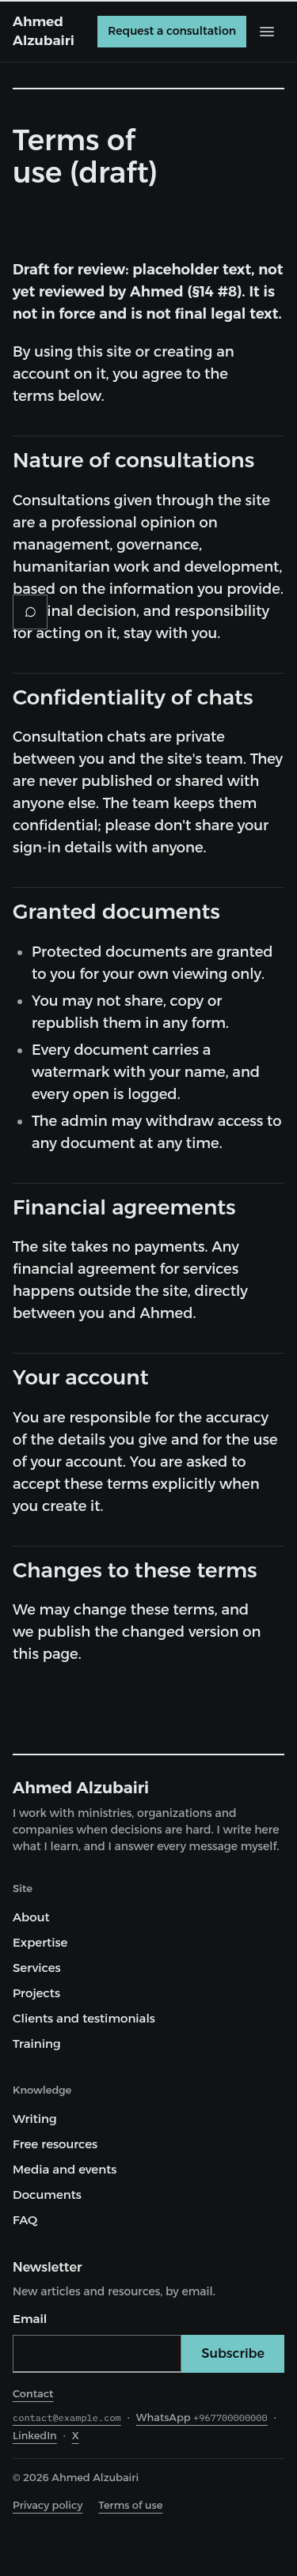 Ahmed
Alzubairi
Request a consultation
Terms of
use (draft)
Draft for review: placeholder text, not
yet reviewed by Ahmed (§14 #8). It is
not in force and is not final legal text.
By using this site or creating an
account on it, you agree to the
terms below.
Nature of consultations
Consultations given through the site
are a professional opinion on
management, governance,
humanitarian work and development,
based on the information you provide.
inal decision, and responsibility
for acting on it, stay with you.
Confidentiality of chats
Consultation chats are private
between you and the site's team. They
are never published or shared with
anyone else. The team keeps them
confidential; please don't share your
sign-in details with anyone.
Granted documents
• Protected documents are granted
to you for your own viewing only.
• You may not share, copy or
republish them in any form.
• Every document carries a
watermark with your name, and
every open is logged.
• The admin may withdraw access to
any document at any time.
Financial agreements
The site takes no payments. Any
financial agreement for services
happens outside the site, directly
between you and Ahmed.
Your account
You are responsible for the accuracy
of the details you give and for the use
of your account. You are asked to
accept these terms explicitly when
you create it.
Changes to these terms
We may change these terms, and
we publish the changed version on
this page.
Ahmed Alzubairi
I work with ministries, organizations and
companies when decisions are hard. I write here
what I learn, and I answer every message myself.
Site
About
Expertise
Services
Projects
Clients and testimonials
Training
Knowledge
Writing
Free resources
Media and events
Documents
FAQ
Newsletter
New articles and resources, by email.
Email
Subscribe
Contact
contact@example.com · WhatsApp +967700000000 ·
LinkedIn · X
© 2026 Ahmed Alzubairi
Privacy policy Terms of use